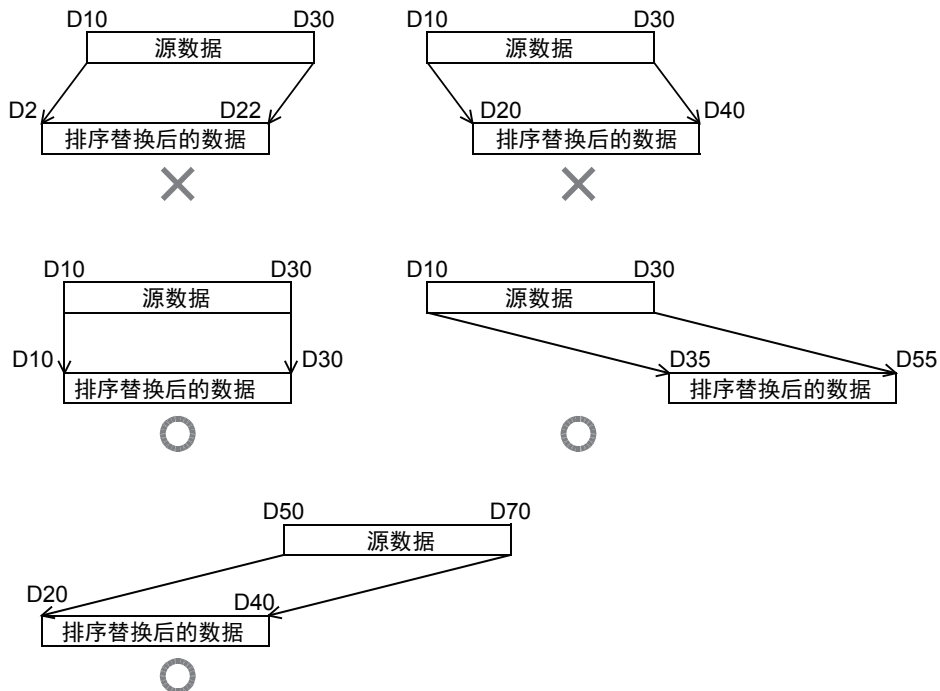 D10 D30
源数据
D2 D22
排序替换后的数据
D10 D30
源数据
D20 D40
排序替换后的数据
D10 D30
源数据
D10 D30
排序替换后的数据
D10 D30
源数据
D35 D55
排序替换后的数据
D50 D70
源数据
D20 D40
排序替换后的数据